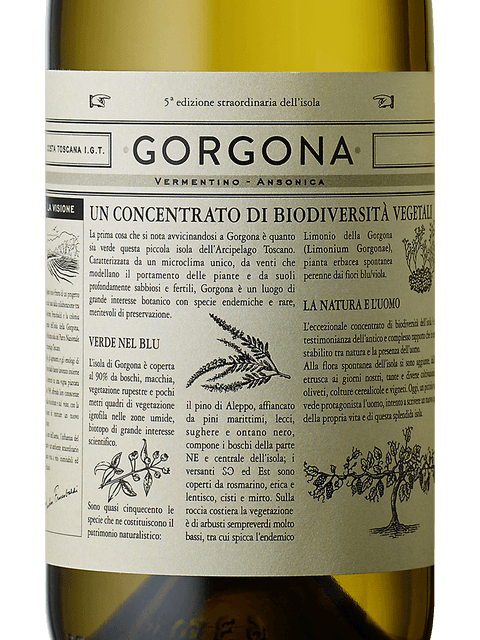 5ª edizione straordinaria dell'isola
COSTA TOSCANA I.G.T.
GORGONA
VERMENTINO - ANSONICA
LA VISIONE
UN CONCENTRATO DI BIODIVERSITÀ VEGETALI
La prima cosa che si nota avvicinandosi a Gorgona è quanto
sia verde questa piccola isola dell'Arcipelago Toscano.
Caratterizzata da un microclima unico, da venti che
modellano il portamento delle piante e da suoli
profondamente sabbiosi e fertili, Gorgona è un luogo di
grande interesse botanico con specie endemiche e rare,
meritevoli di preservazione.
VERDE NEL BLU
L'isola di Gorgona è coperta
al 90% da boschi, macchia,
vegetazione rupestre e pochi
metri quadri di vegetazione
igrofila nelle zone umide,
biotopo di grande interesse
scientifico.
Sono quasi cinquecento le
specie che ne costituiscono il
patrimonio naturalistico:
il pino di Aleppo, affiancato
da pini marittimi, lecci,
sughere e ontano nero,
compone i boschi della parte
NE e centrale dell'isola; i
versanti SO ed Est sono
coperti da rosmarino, erica e
lentisco, cisti e mirto. Sulla
roccia costiera la vegetazione
è di arbusti sempreverdi molto
bassi, tra cui spicca l'endemico
Limonio della Gorgona
(Limonium Gorgonae),
pianta erbacea spontanea
perenne dai fiori blu/viola.
LA NATURA E L'UOMO
L'eccezionale concentrato di biodiversità dell'isola
testimonianza dell'antico e complesso rapporto che
stabilito tra natura e la presenza dell'uomo.
Alla flora spontanea dell'isola si sono aggiunte, dall'
etrusca ai giorni nostri, tante e diverse coltivazioni
oliveti, colture cerealicole e vigneti. Oggi, un
vede protagonista l'uomo, intento a scrivere un nuovo
della propria vita e di questa splendida isola.